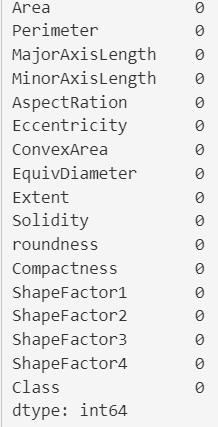 Area 0
Perimeter 0
MajorAxisLength 0
MinorAxisLength 0
AspectRation 0
Eccentricity 0
ConvexArea 0
EquivDiameter 0
Extent 0
Solidity 0
roundness 0
Compactness 0
ShapeFactor1 0
ShapeFactor2 0
ShapeFactor3 0
ShapeFactor4 0
Class 0
dtype: int64